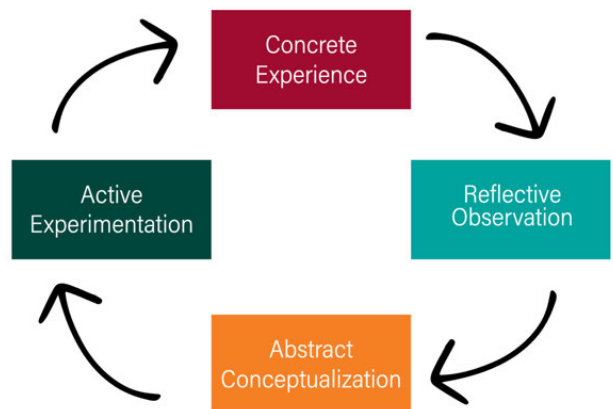 Concrete
Experience
Reflective
Observation
Abstract
Conceptualization
Active
Experimentation